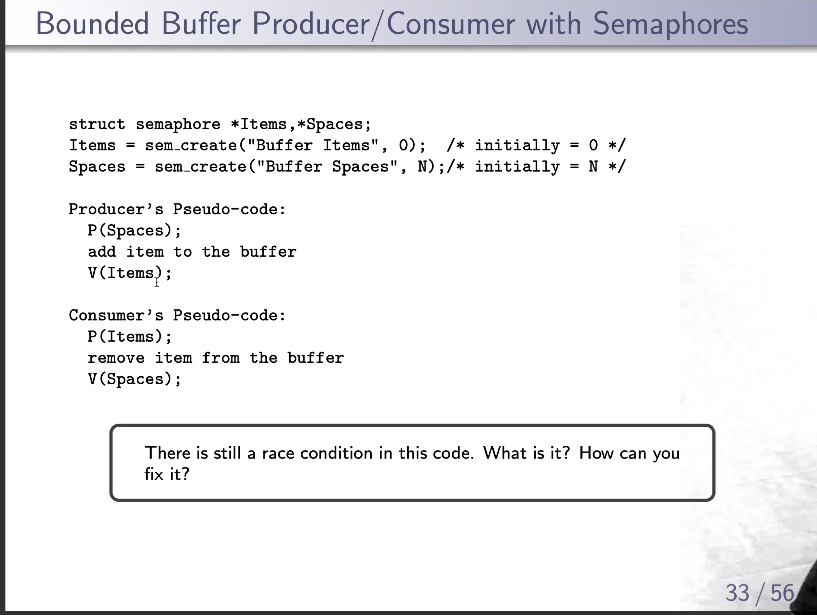 Bounded Buffer Producer/Consumer with Semaphores
struct semaphore *Items,*Spaces;
Items = sem_create("Buffer Items", 0);  /* initially = 0 */
Spaces = sem_create("Buffer Spaces", N);/* initially = N */
Producer's Pseudo-code:
P(Spaces);
add item to the buffer
V(Items);
Consumer's Pseudo-code:
P(Items);
remove item from the buffer
V(Spaces);
There is still a race condition in this code. What is it? How can you
fix it?
33 / 56